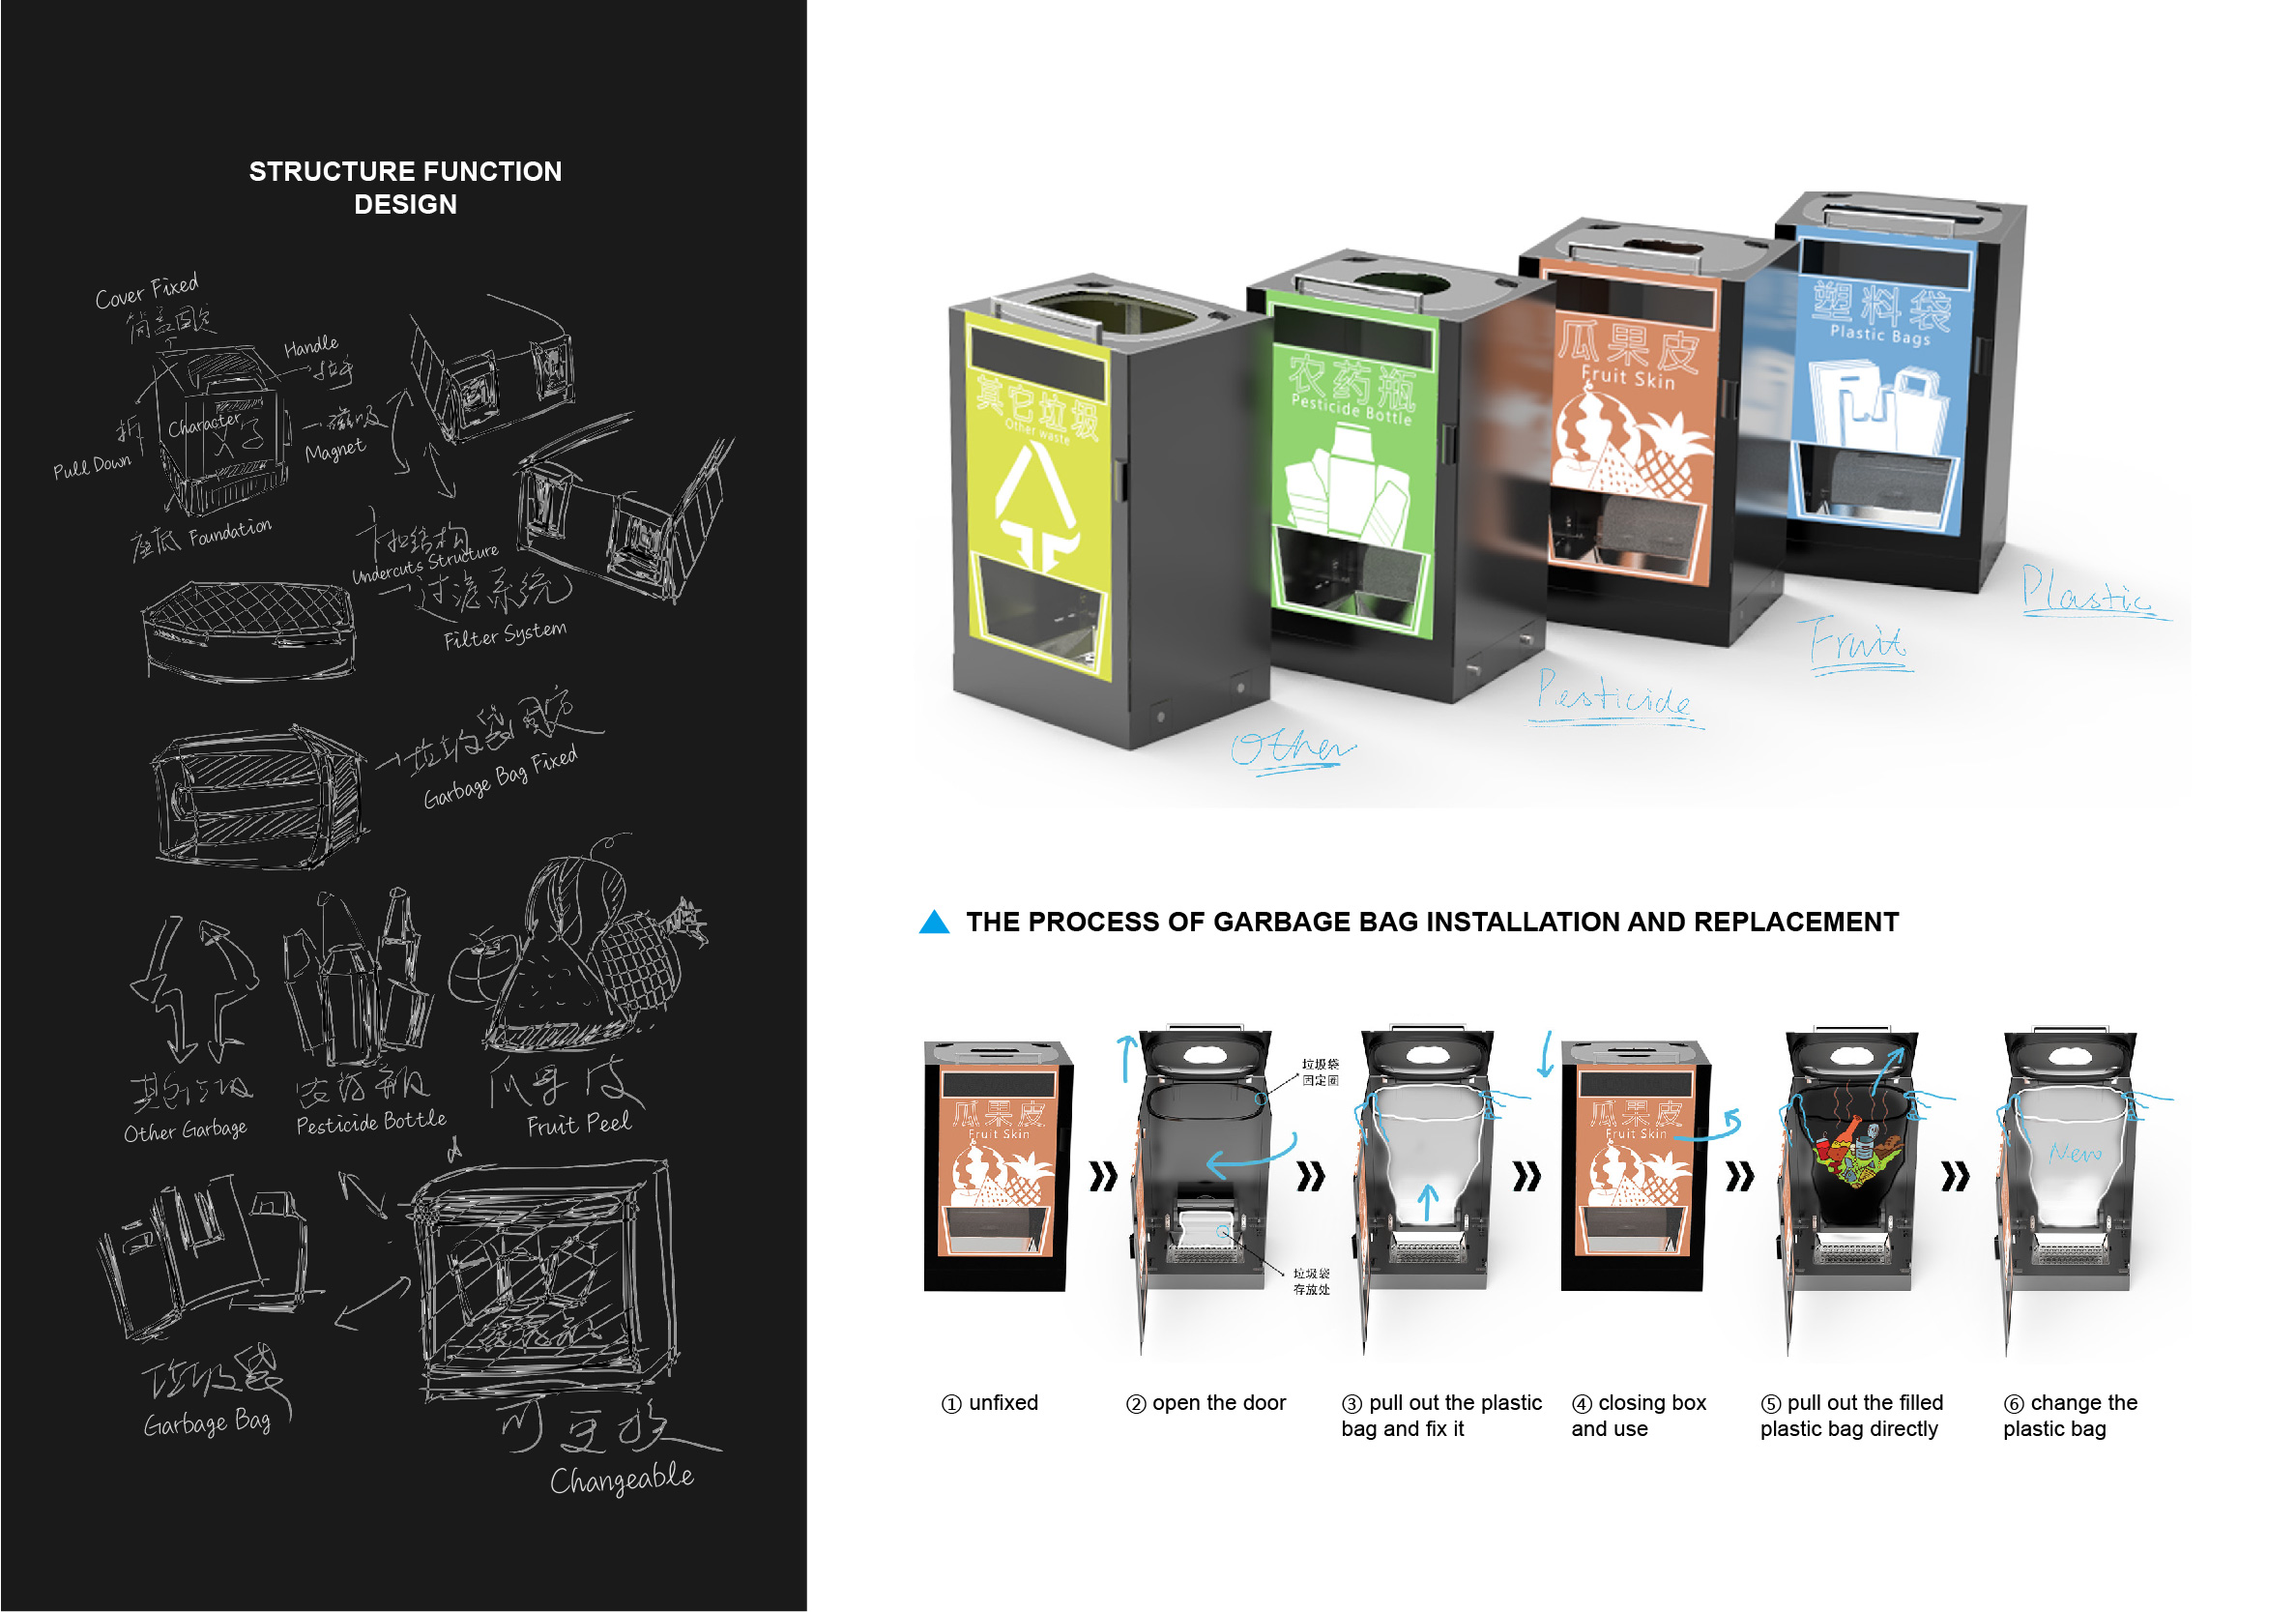 STRUCTURE FUNCTION
DESIGN
Cover Fixed
筒盖固定
Handle
拉手
Character
文字
磁吸
Magnet
拆
Pull Down
座底 Foundation
卡扣结构
Undercuts Structure
过滤系统
Filter System
垃圾袋固定
Garbage Bag Fixed
其它垃圾
Other Garbage
农药瓶
Pesticide Bottle
瓜果皮
Fruit Peel
垃圾袋
Garbage Bag
可互换
Changeable
其它垃圾
Other waste
农药瓶
Pesticide Bottle
瓜果皮
Fruit Skin
塑料袋
Plastic Bags
Other
Pesticide
Fruit
Plastic
THE PROCESS OF GARBAGE BAG INSTALLATION AND REPLACEMENT
瓜果皮
Fruit Skin
垃圾袋
固定圈
垃圾袋
存放处
瓜果皮
Fruit Skin
New
① unfixed
② open the door
③ pull out the plastic
bag and fix it
④ closing box
and use
⑤ pull out the filled
plastic bag directly
⑥ change the
plastic bag